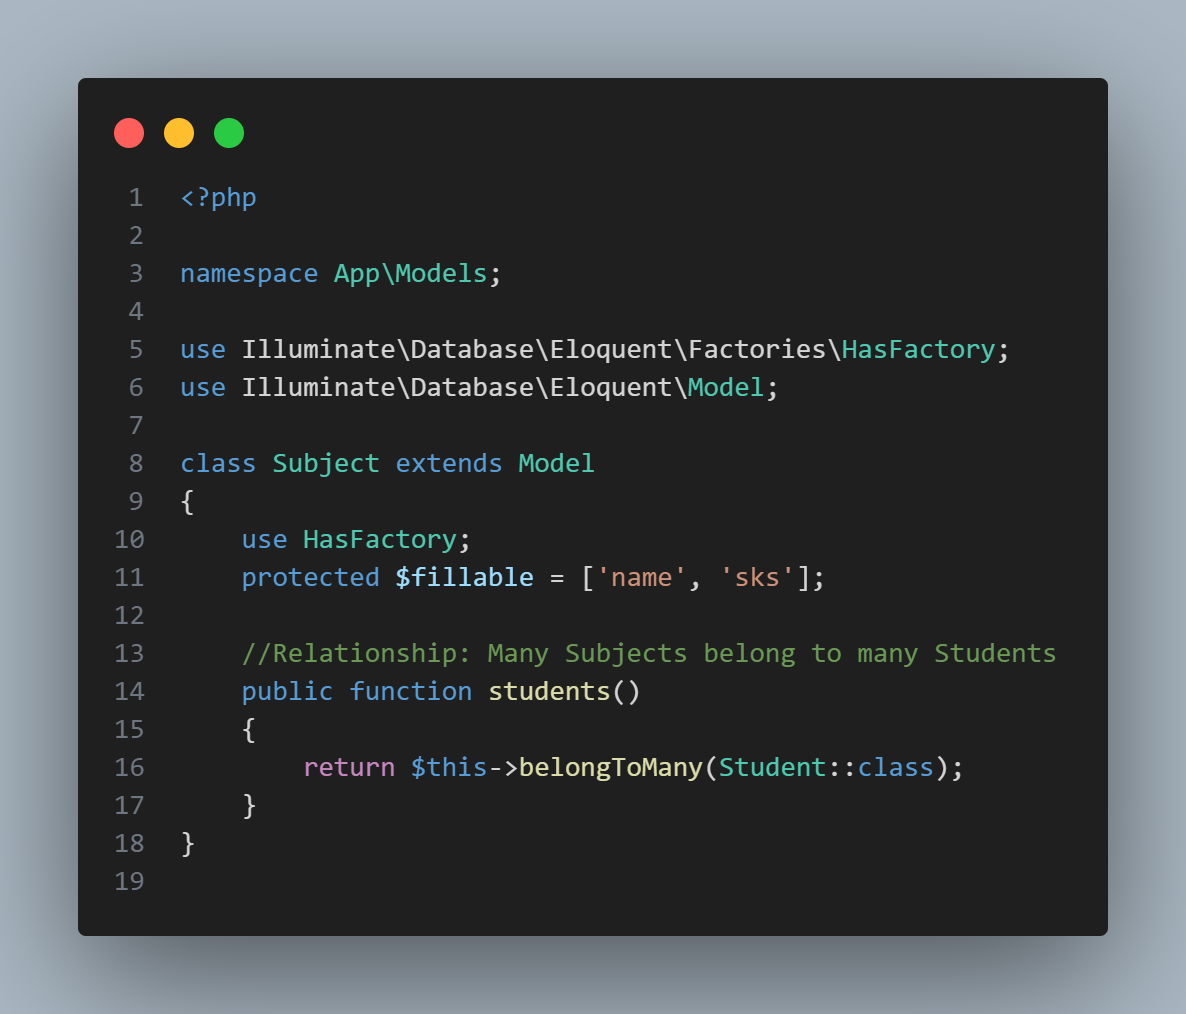 1 <?php
2
3 namespace App\Models;
4
5 use Illuminate\Database\Eloquent\Factories\HasFactory;
6 use Illuminate\Database\Eloquent\Model;
7
8 class Subject extends Model
9 {
10     use HasFactory;
11     protected $fillable = ['name', 'sks'];
12
13     //Relationship: Many Subjects belong to many Students
14     public function students()
15     {
16         return $this->belongToMany(Student::class);
17     }
18 }
19